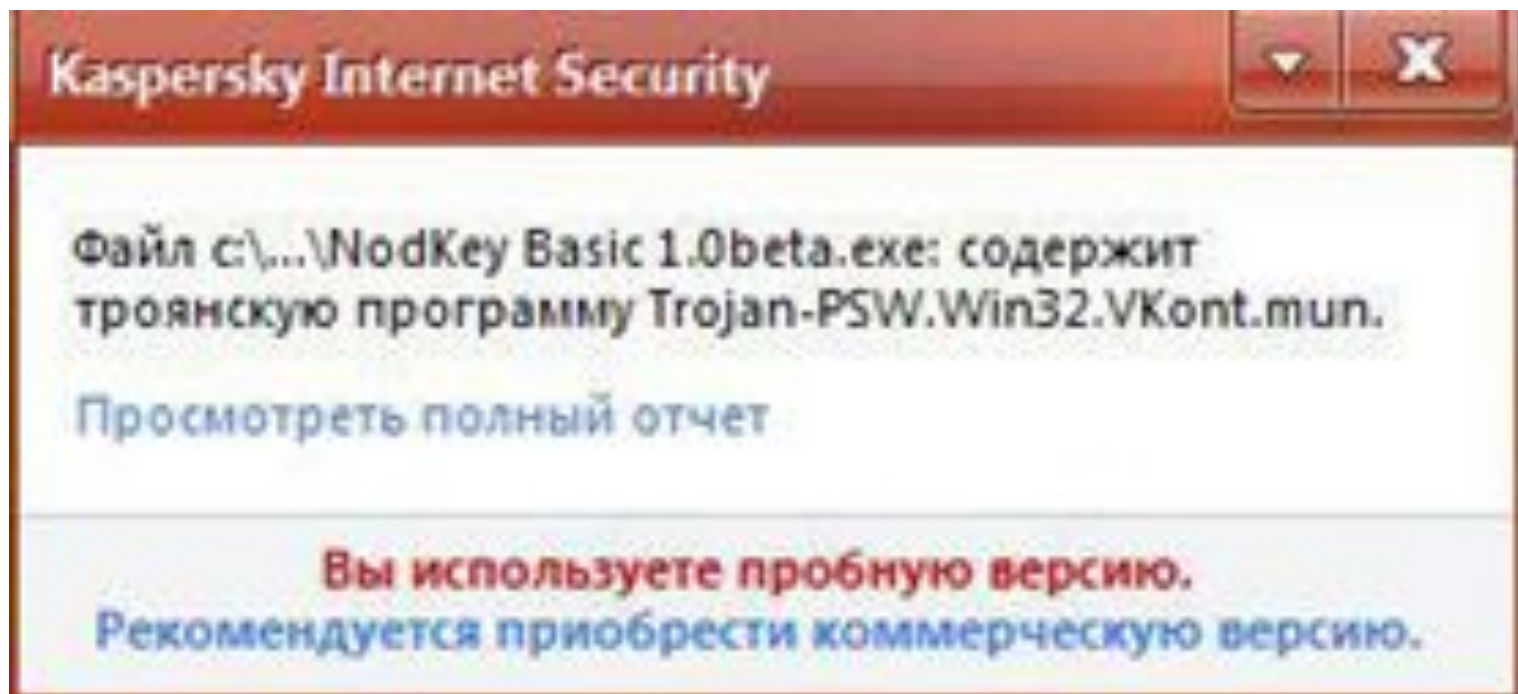 Kaspersky Internet Security
Файл c:\...\NodKey Basic 1.0beta.exe: содержит
троянскую программу Trojan-PSW.Win32.VKont.mun.
Просмотреть полный отчет
Вы используете пробную версию.
Рекомендуется приобрести коммерческую версию.